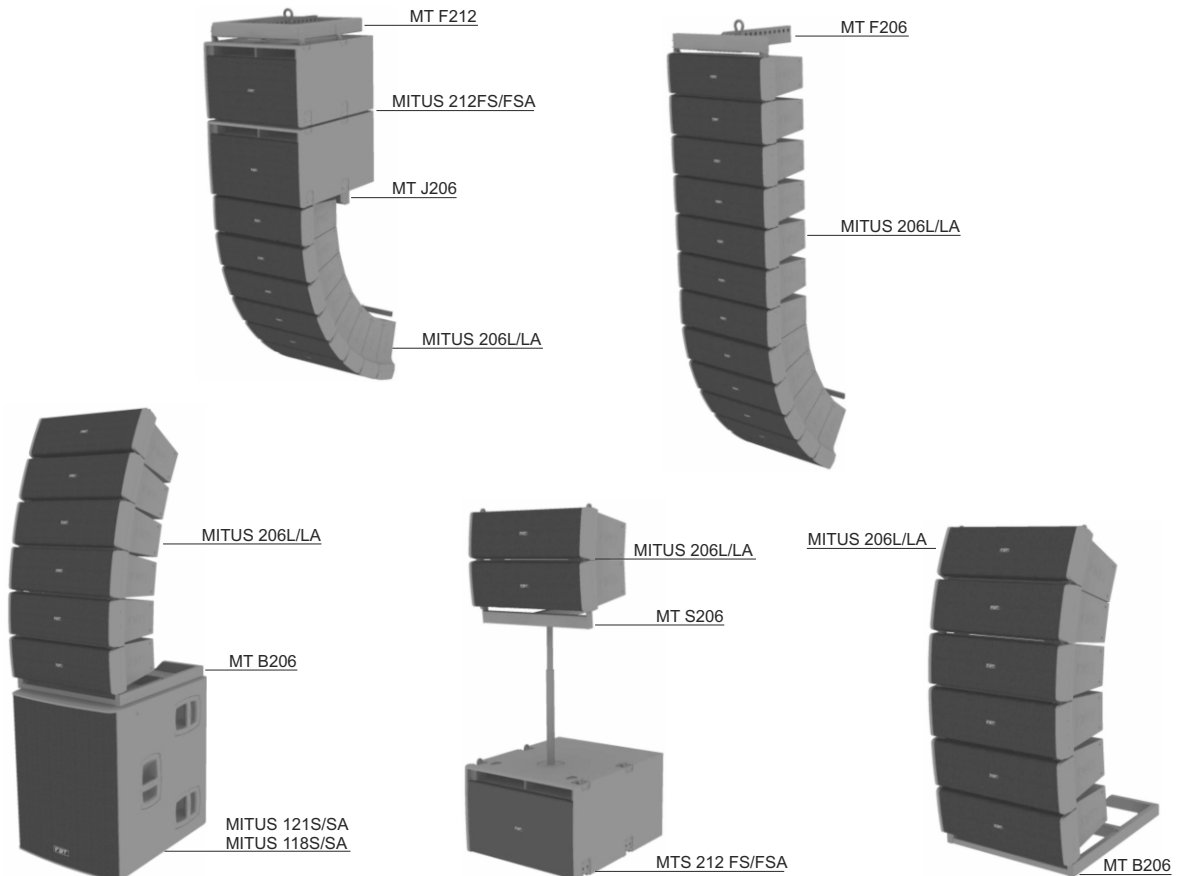 MT F212
MITUS 212FS/FSA
MT J206
MITUS 206L/LA
MT F206
MITUS 206L/LA
MITUS 206L/LA
MT B206
MITUS 121S/SA
MITUS 118S/SA
MITUS 206L/LA
MT S206
MTS 212 FS/FSA
MITUS 206L/LA
MT B206